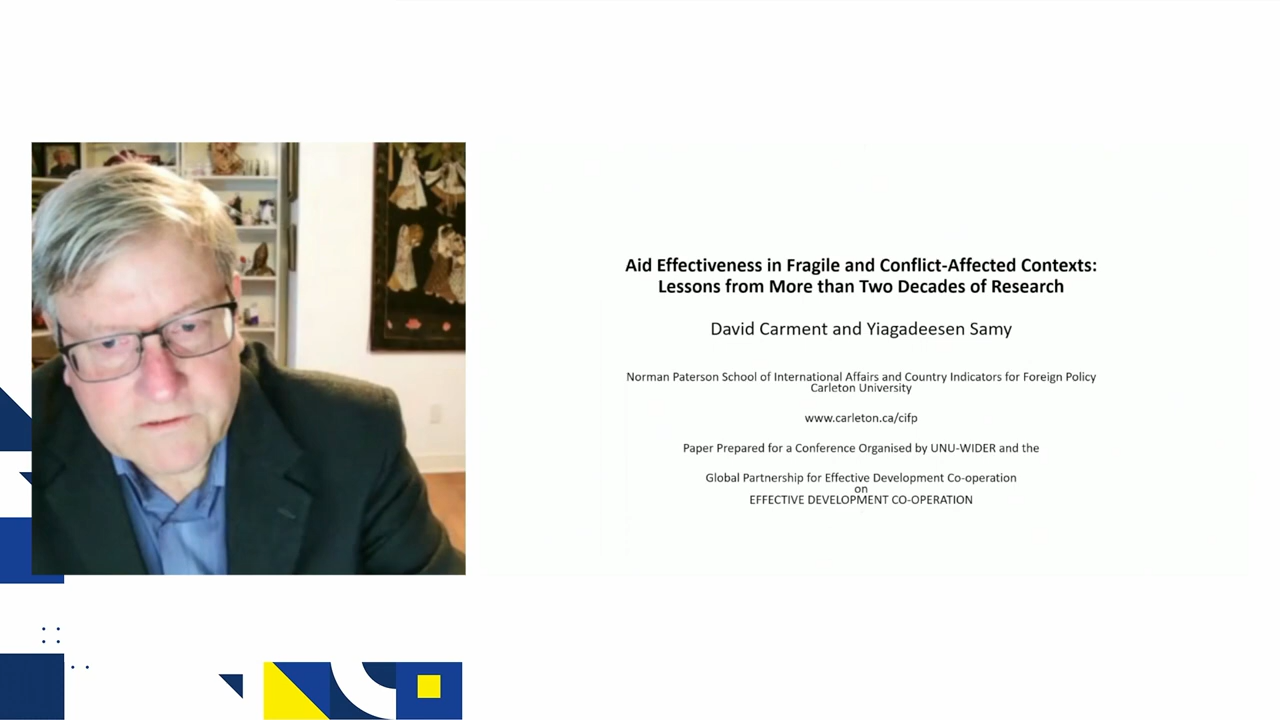 Aid Effectiveness in Fragile and Conflict-Affected Contexts:
Lessons from More than Two Decades of Research
David Carment and Yiagadeesen Samy
Norman Paterson School of International Affairs and Country Indicators for Foreign Policy
Carleton University
www.carleton.ca/cifp
Paper Prepared for a Conference Organised by UNU-WIDER and the
Global Partnership for Effective Development Co-operation
on
EFFECTIVE DEVELOPMENT CO-OPERATION